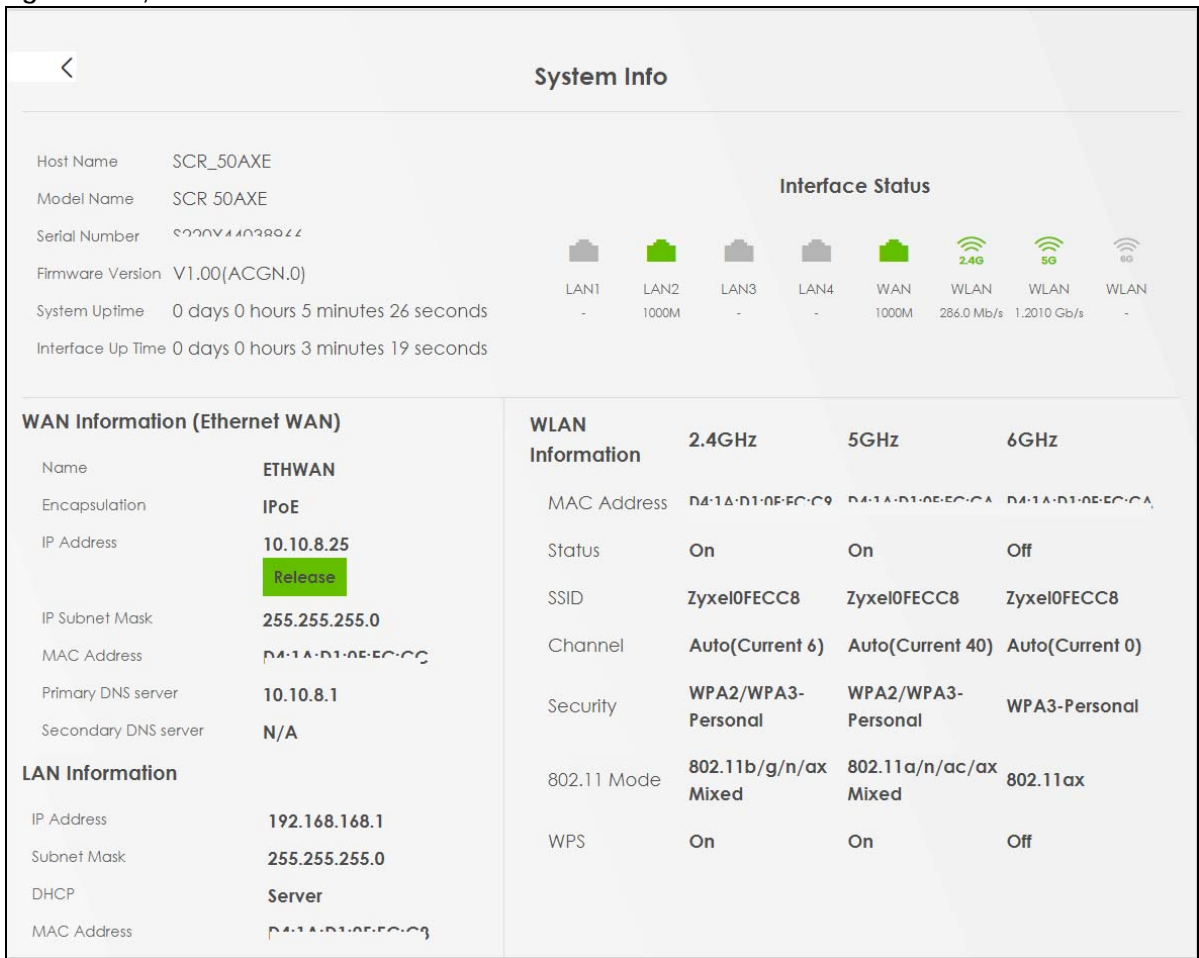 System Info
Host Name SCR_50AXE
Model Name SCR 50AXE
Serial Number
Firmware Version V1.00(ACGN.0)
System Uptime 0 days 0 hours 5 minutes 26 seconds
Interface Up Time 0 days 0 hours 3 minutes 19 seconds
Interface Status
2.4G 5G 6G
LAN1 LAN2 LAN3 LAN4 WAN WLAN WLAN WLAN
- 1000M - - 1000M 286.0 Mb/s 1.2010 Gb/s -
WAN Information (Ethernet WAN)
Name ETHWAN
Encapsulation IPoE
IP Address 10.10.8.25
Release
IP Subnet Mask 255.255.255.0
MAC Address
Primary DNS server 10.10.8.1
Secondary DNS server N/A
LAN Information
IP Address 192.168.168.1
Subnet Mask 255.255.255.0
DHCP Server
MAC Address
WLAN Information 2.4GHz 5GHz 6GHz
MAC Address
Status On On Off
SSID Zyxel0FECC8 Zyxel0FECC8 Zyxel0FECC8
Channel Auto(Current 6) Auto(Current 40) Auto(Current 0)
Security WPA2/WPA3-Personal WPA2/WPA3-Personal WPA3-Personal
802.11 Mode 802.11b/g/n/ax Mixed 802.11a/n/ac/ax Mixed 802.11ax
WPS On On Off